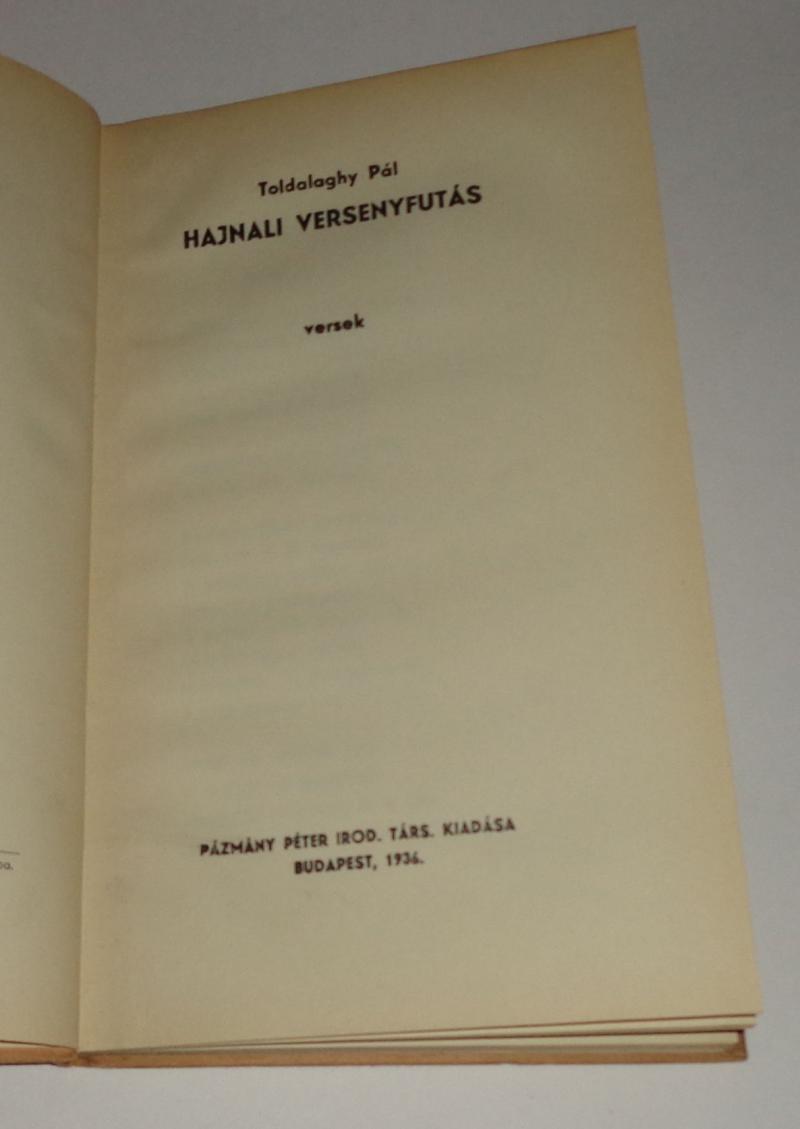 Toldalaghy Pál
HAJNALI VERSENYFUTÁS
versek
PÁZMÁNY PÉTER IROD. TÁRS. KIADÁSA
BUDAPEST, 1936.